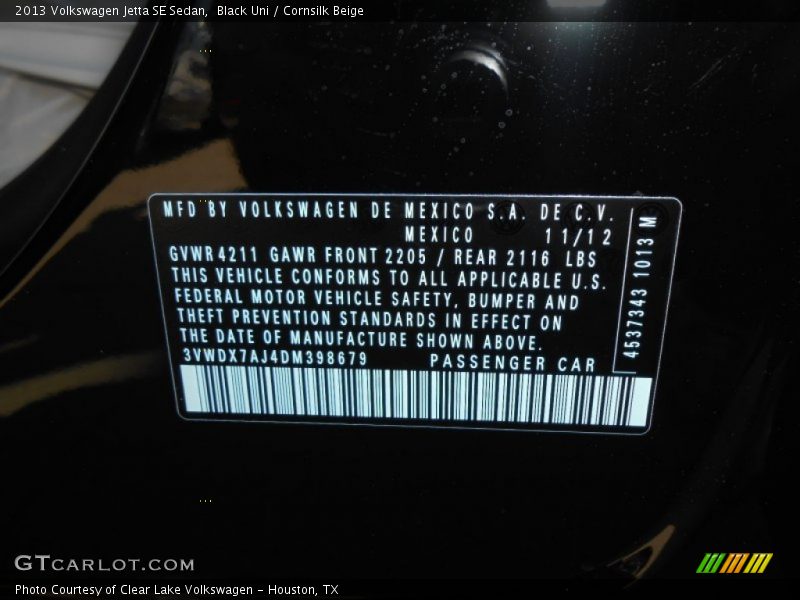 2013 Volkswagen Jetta SE Sedan,  Black Uni / Cornsilk Beige
MFD BY VOLKSWAGEN DE MEXICO S.A. DE C.V.
MEXICO 11/12
GVWR 4211 GAWR FRONT 2205 / REAR 2116 LBS
THIS VEHICLE CONFORMS TO ALL APPLICABLE U.S.
FEDERAL MOTOR VEHICLE SAFETY, BUMPER AND
THEFT PREVENTION STANDARDS IN EFFECT ON
THE DATE OF MANUFACTURE SHOWN ABOVE.
3VWDX7AJ4DM398679 PASSENGER CAR
4537343 1013 M
GTCARLOT.COM
Photo Courtesy of Clear Lake Volkswagen - Houston, TX